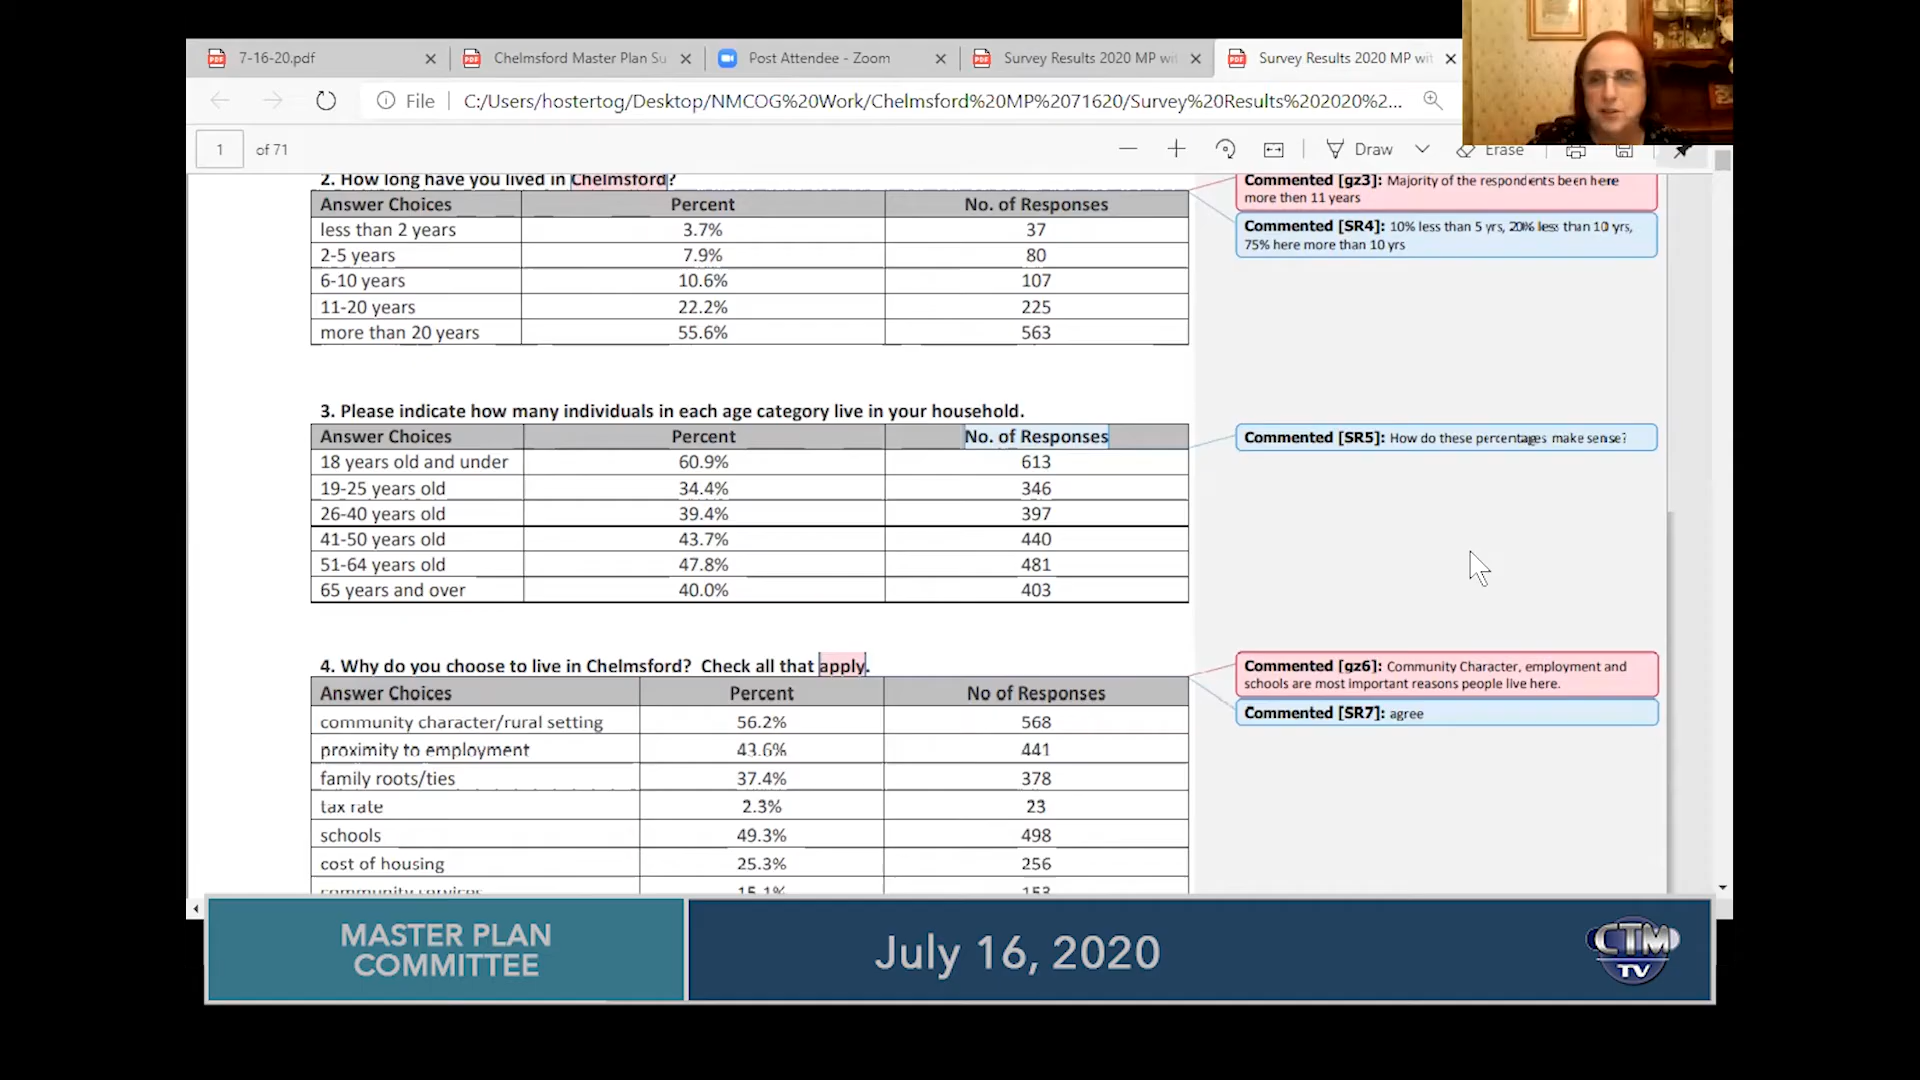 7-16-20.pdf
Chelmsford Master Plan Su
Post Attendee - Zoom
Survey Results 2020 MP wit
Survey Results 2020 MP wit
File
C:/Users/hostertog/Desktop/NMCOG%20Work/Chelmsford%20MP%2071620/Survey%20Results%202020%2...
1 of 71
Draw
Erase
2. How long have you lived in Chelmsford?
Answer Choices Percent No. of Responses
less than 2 years 3.7% 37
2-5 years 7.9% 80
6-10 years 10.6% 107
11-20 years 22.2% 225
more than 20 years 55.6% 563
Commented [gz3]: Majority of the respondents been here
more then 11 years
Commented [SR4]: 10% less than 5 yrs, 20% less than 10 yrs,
75% here more than 10 yrs
3. Please indicate how many individuals in each age category live in your household.
Answer Choices Percent No. of Responses
18 years old and under 60.9% 613
19-25 years old 34.4% 346
26-40 years old 39.4% 397
41-50 years old 43.7% 440
51-64 years old 47.8% 481
65 years and over 40.0% 403
Commented [SR5]: How do these percentages make sense?
4. Why do you choose to live in Chelmsford? Check all that apply.
Answer Choices Percent No of Responses
community character/rural setting 56.2% 568
proximity to employment 43.6% 441
family roots/ties 37.4% 378
tax rate 2.3% 23
schools 49.3% 498
cost of housing 25.3% 256
community services 15.1% 153
Commented [gz6]: Community Character, employment and
schools are most important reasons people live here.
Commented [SR7]: agree
MASTER PLAN
COMMITTEE
July 16, 2020
CTM
TV